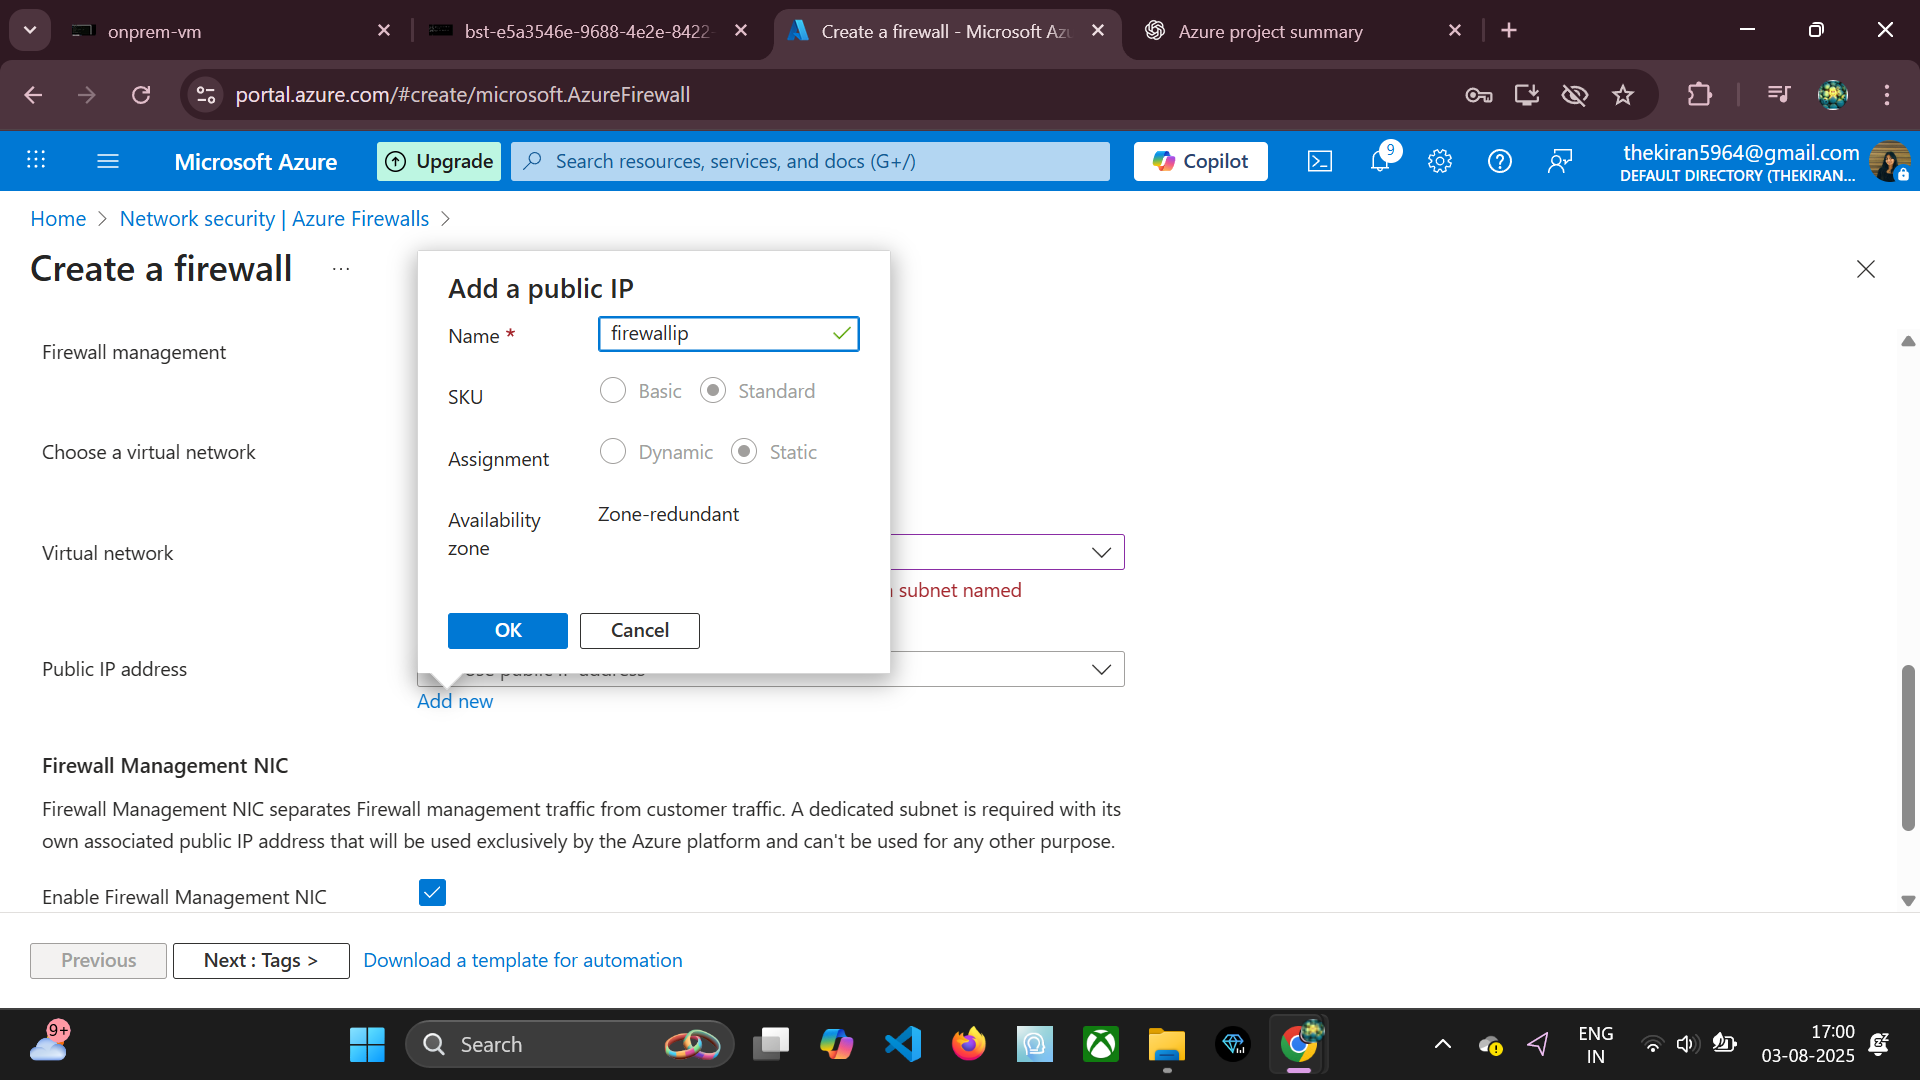 onprem-vm
bst-e5a3546e-9688-4e2e-8422-
Create a firewall - Microsoft Azu
Azure project summary
portal.azure.com/#create/microsoft.AzureFirewall
Microsoft Azure
Upgrade
Search resources, services, and docs (G+/)
Copilot
9
thekiran5964@gmail.com
DEFAULT DIRECTORY (THEKIRAN...
Home > Network security | Azure Firewalls >
Create a firewall ...
Add a public IP
Name *
firewallip
SKU
Basic
Standard
Assignment
Dynamic
Static
Availability zone
Zone-redundant
OK
Cancel
Firewall management
Choose a virtual network
Virtual network
subnet named
Public IP address
Add new
Firewall Management NIC
Firewall Management NIC separates Firewall management traffic from customer traffic. A dedicated subnet is required with its
own associated public IP address that will be used exclusively by the Azure platform and can't be used for any other purpose.
Enable Firewall Management NIC
Previous
Next : Tags >
Download a template for automation
9+
Search
ENG
IN
17:00
03-08-2025